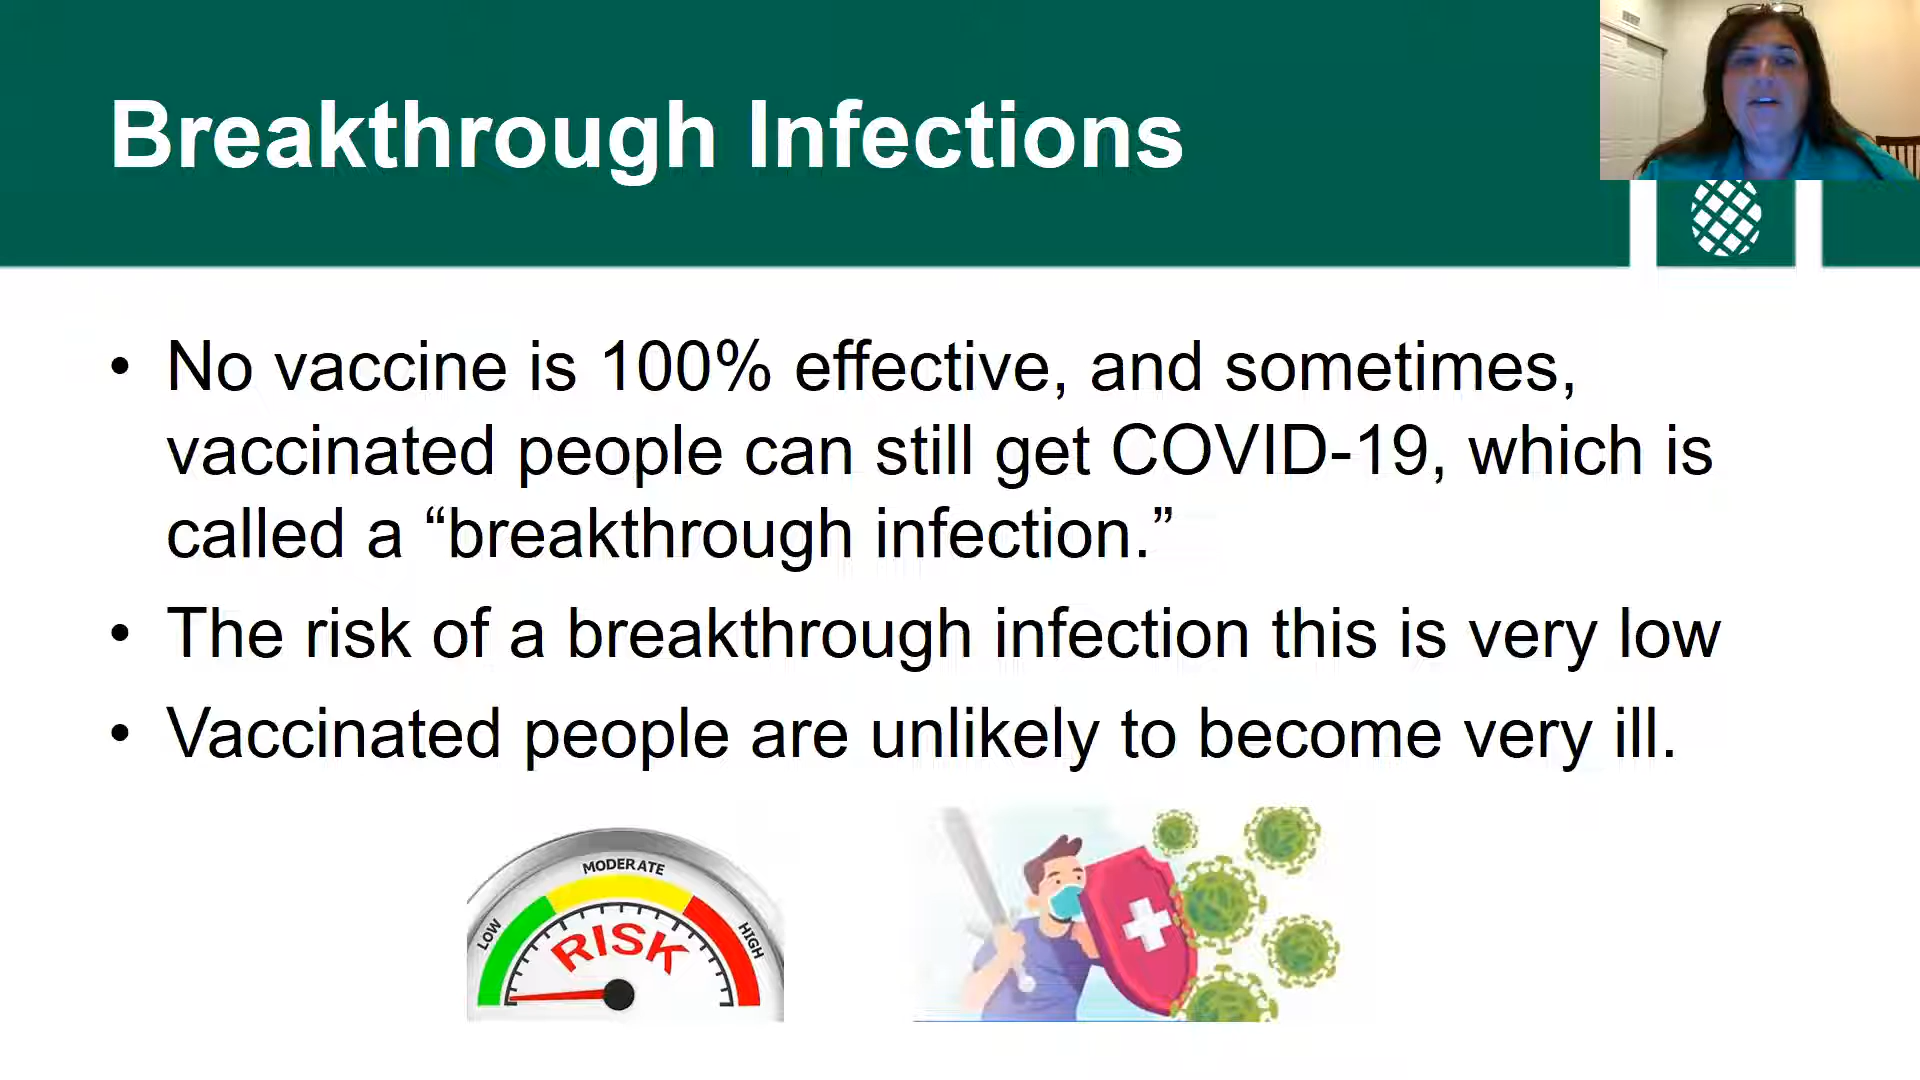 Breakthrough Infections
• No vaccine is 100% effective, and sometimes,
vaccinated people can still get COVID-19, which is
called a “breakthrough infection.”
• The risk of a breakthrough infection this is very low
• Vaccinated people are unlikely to become very ill.
MODERATE
LOW
HIGH
RISK